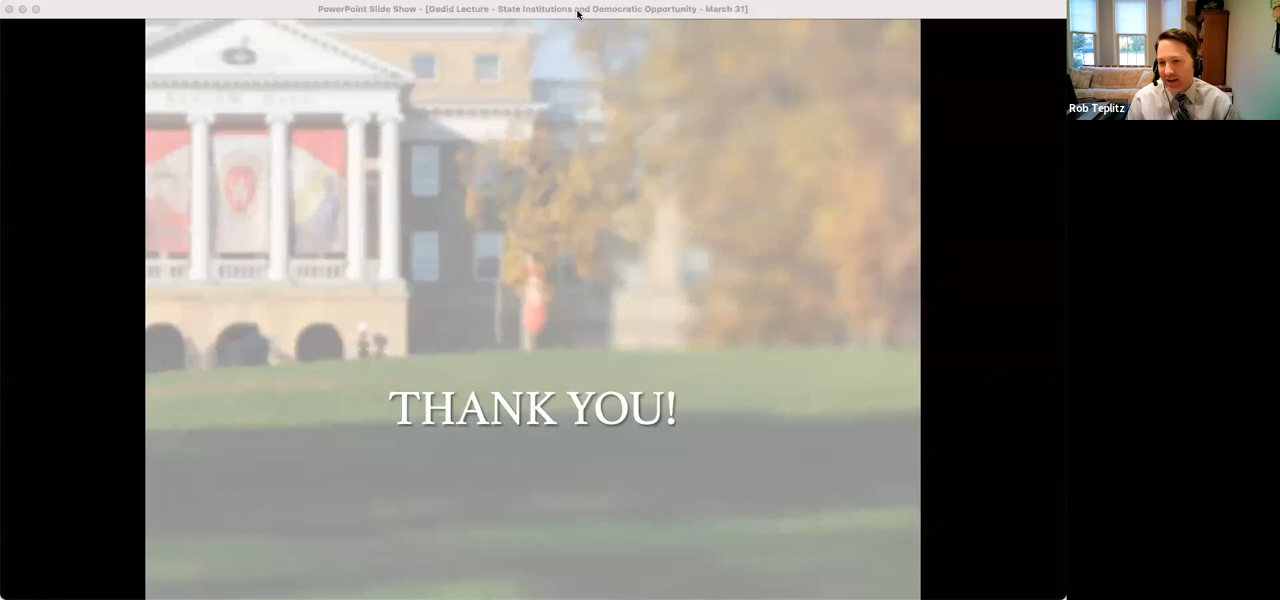 PowerPoint Slide Show - [Gedid Lecture - State Institutions and Democratic Opportunity - March 31]
Rob Teplitz
THANK YOU!